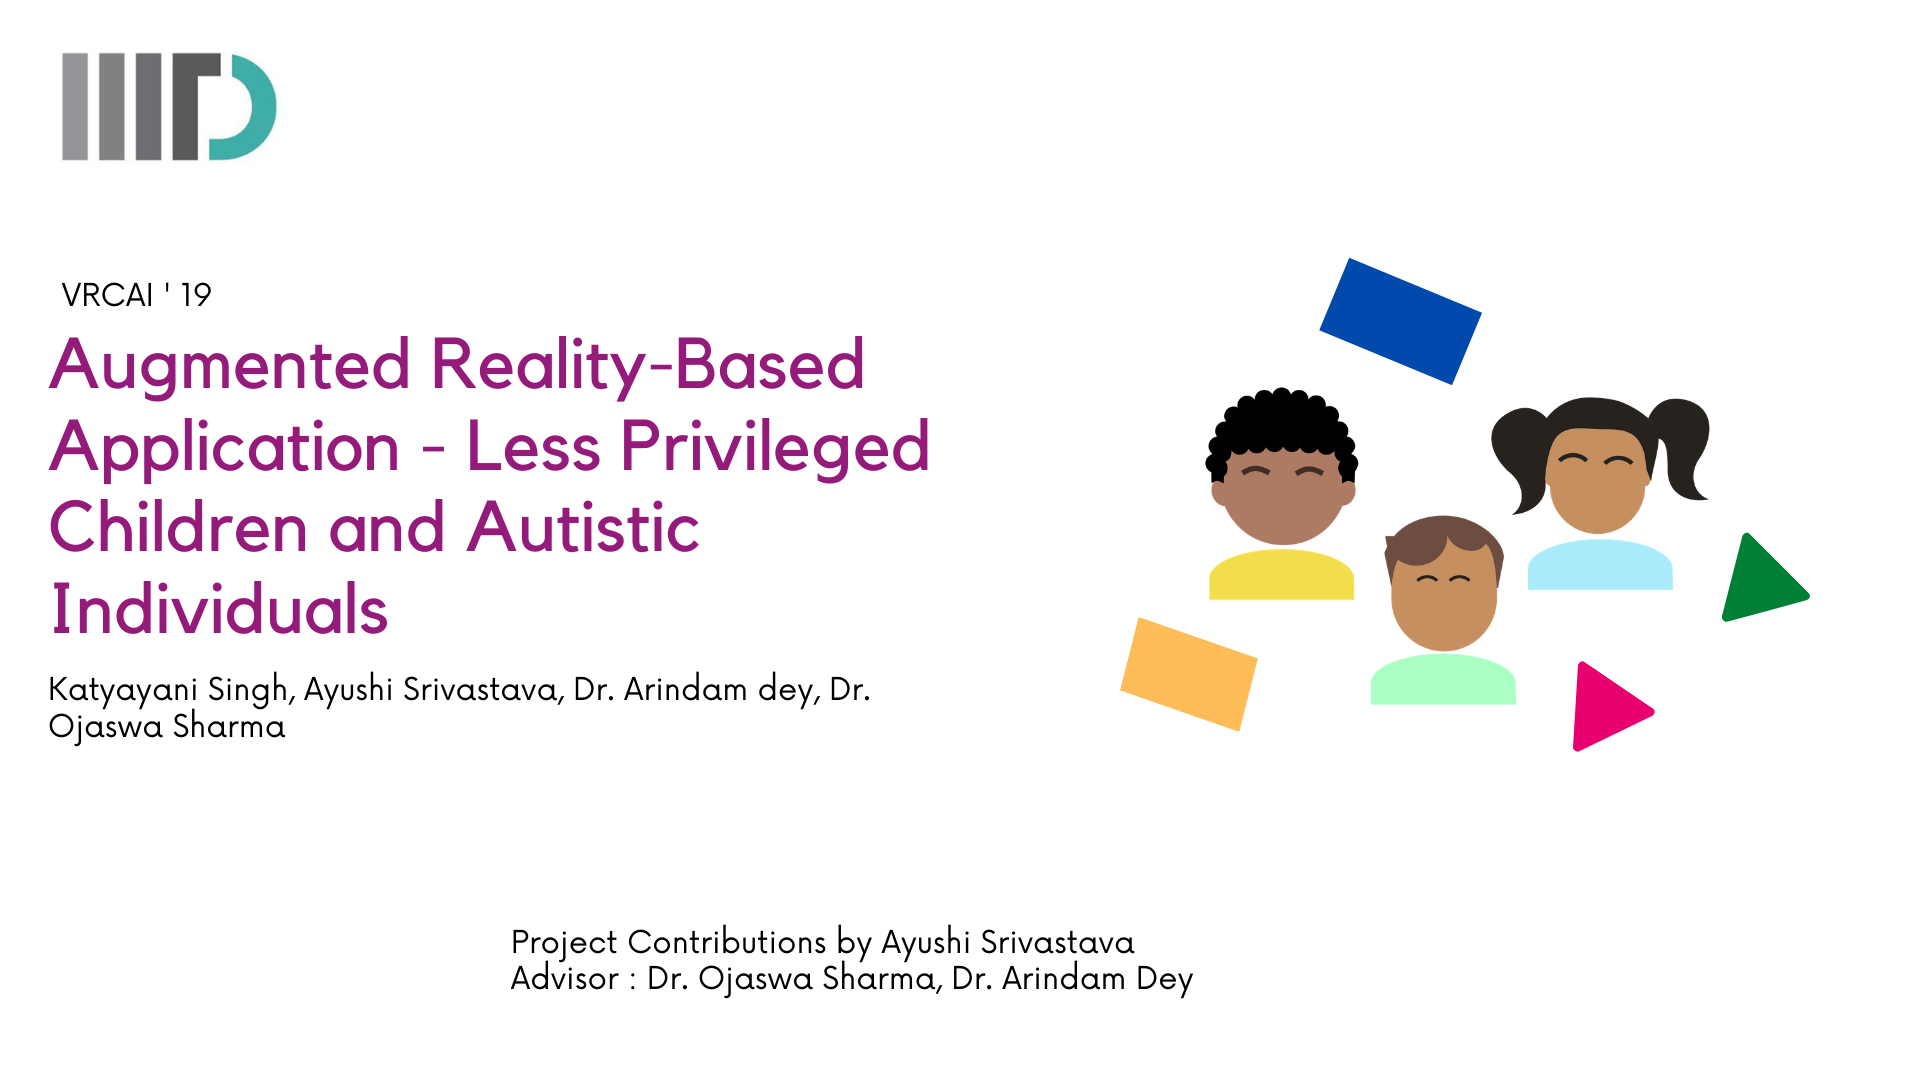 IIITD
VRCAI ' 19
Augmented Reality-Based
Application - Less Privileged
Children and Autistic
Individuals
Katyayani Singh, Ayushi Srivastava, Dr. Arindam dey, Dr.
Ojaswa Sharma
Project Contributions by Ayushi Srivastava
Advisor : Dr. Ojaswa Sharma, Dr. Arindam Dey